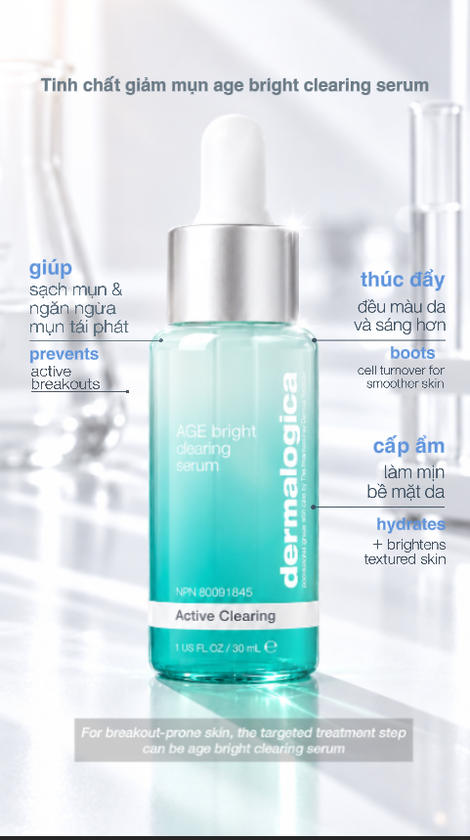 Tinh chất giảm mụn age bright clearing serum
giúp
sạch mụn &
ngăn ngừa
mụn tái phát
prevents
active
breakouts
thúc đẩy
đều màu da
và sáng hơn
boots
cell turnover for
smoother skin
cấp ẩm
làm mịn
bề mặt da
hydrates
+ brightens
textured skin
AGE bright
clearing
serum
dermalogica
NPN 80091845
Active Clearing
1 US FL OZ / 30 mL ℮
For breakout-prone skin, the targeted treatment step
can be age bright clearing serum